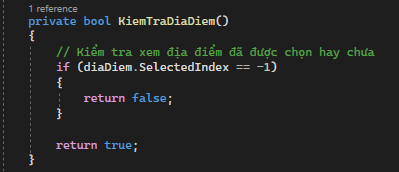 1 reference
private bool KiemTraDiaDiem()
{
// Kiểm tra xem địa điểm đã được chọn hay chưa
if (diaDiem.SelectedIndex == -1)
{
return false;
}
return true;
}